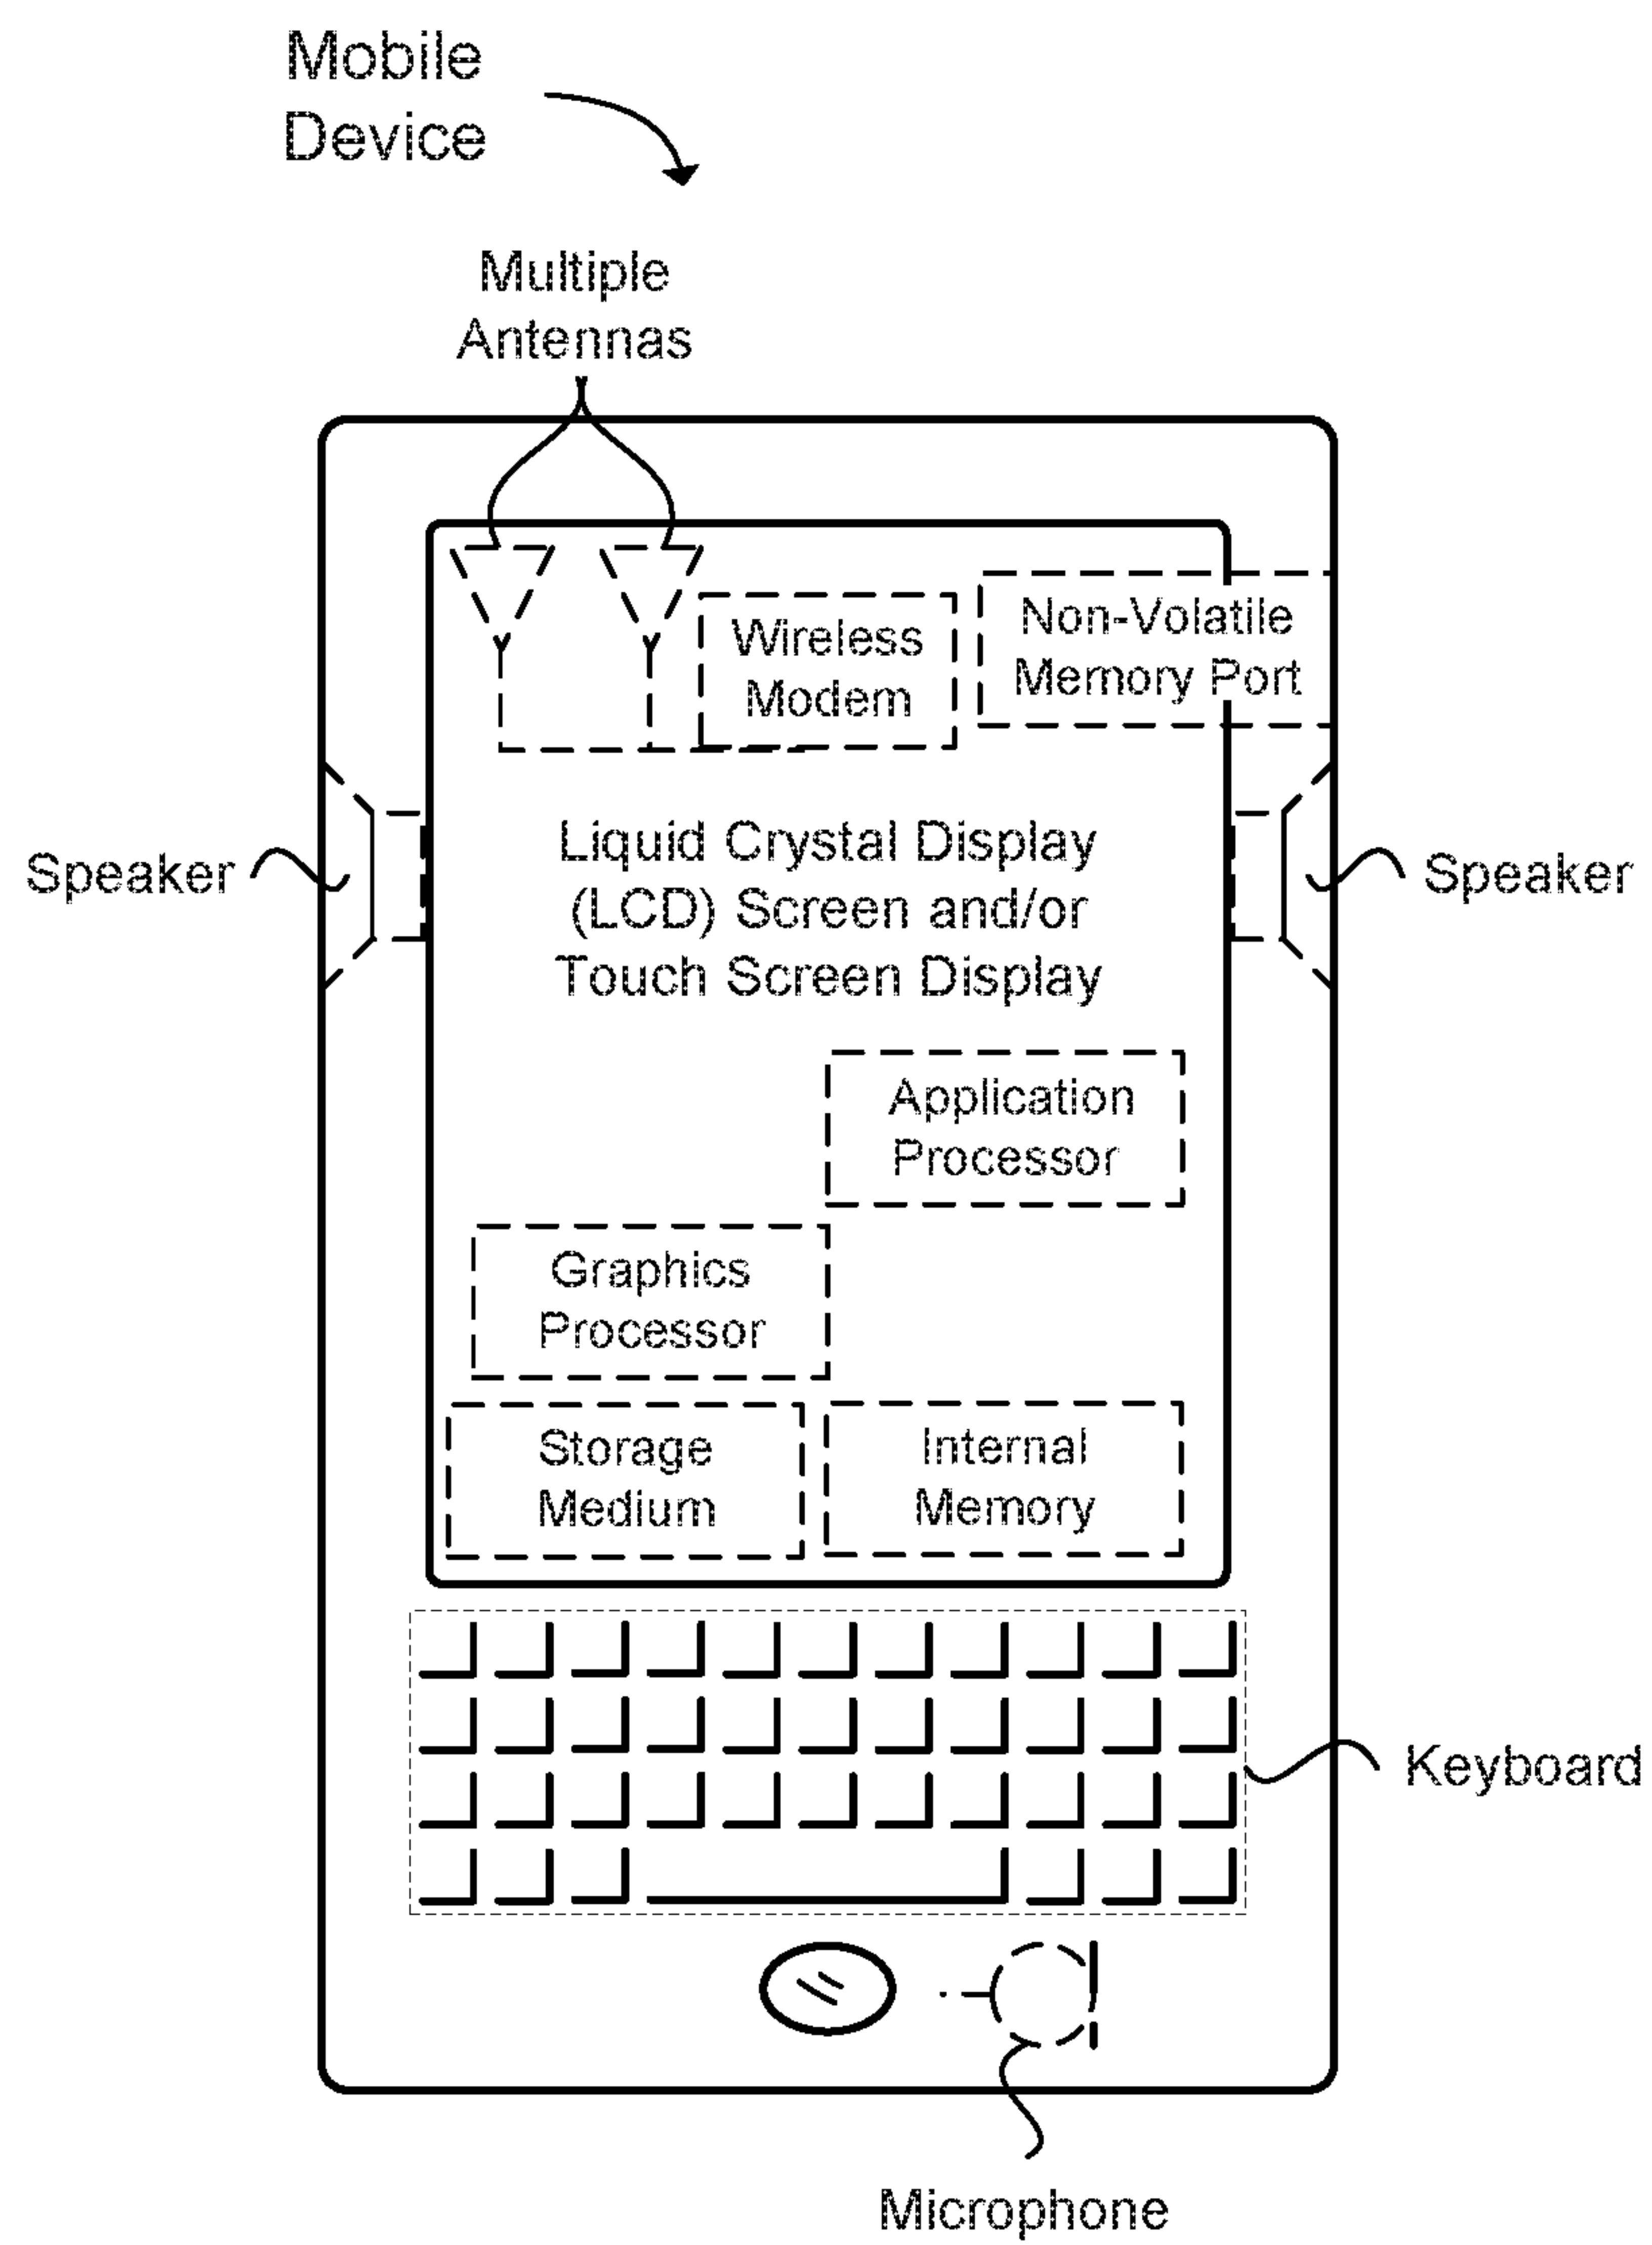 Mobile
Device
Multiple
Antennas
Wireless
Modem
Non-Volatile
Memory Port
Speaker
Liquid Crystal Display
(LCD) Screen and/or
Touch Screen Display
Speaker
Application
Processor
Graphics
Processor
Storage
Medium
Internal
Memory
Keyboard
Microphone